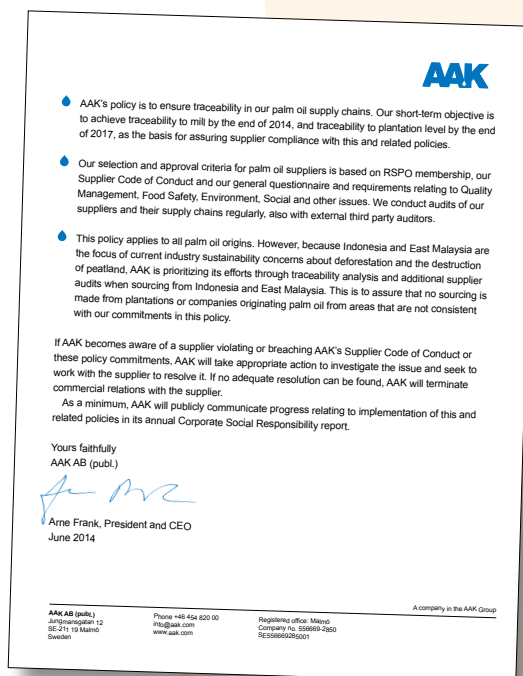 AAK
AAK's policy is to ensure traceability in our palm oil supply chains. Our short-term objective is
to achieve traceability to mill by the end of 2014, and traceability to plantation level by the end
of 2017, as the basis for assuring supplier compliance with this and related policies.
Our selection and approval criteria for palm oil suppliers is based on RSPO membership, our
Supplier Code of Conduct and our general questionnaire and requirements relating to Quality
Management, Food Safety, Environment, Social and other issues. We conduct audits of our
suppliers and their supply chains regularly, also with external third party auditors.
This policy applies to all palm oil origins. However, because Indonesia and East Malaysia are
the focus of current industry sustainability concerns about deforestation and the destruction
of peatland, AAK is prioritizing its efforts through traceability analysis and additional supplier
audits when sourcing from Indonesia and East Malaysia. This is to assure that no sourcing is
made from plantations or companies originating palm oil from areas that are not consistent
with our commitments in this policy.
If AAK becomes aware of a supplier violating or breaching AAK's Supplier Code of Conduct or
these policy commitments, AAK will take appropriate action to investigate the issue and seek to
work with the supplier to resolve it. If no adequate resolution can be found, AAK will terminate
commercial relations with the supplier.
As a minimum, AAK will publicly communicate progress relating to implementation of this and
related policies in its annual Corporate Social Responsibility report.
Yours faithfully
AAK AB (publ.)
Arne Frank, President and CEO
June 2014
A company in the AAK Group
AAK AB (publ.)
Jungmansgatan 12
SE-211 19 Malmö
Sweden
Phone +46 454 820 00
info@aak.com
www.aak.com
Registered office: Malmö
Company no. 556669-2850
SE556669285001